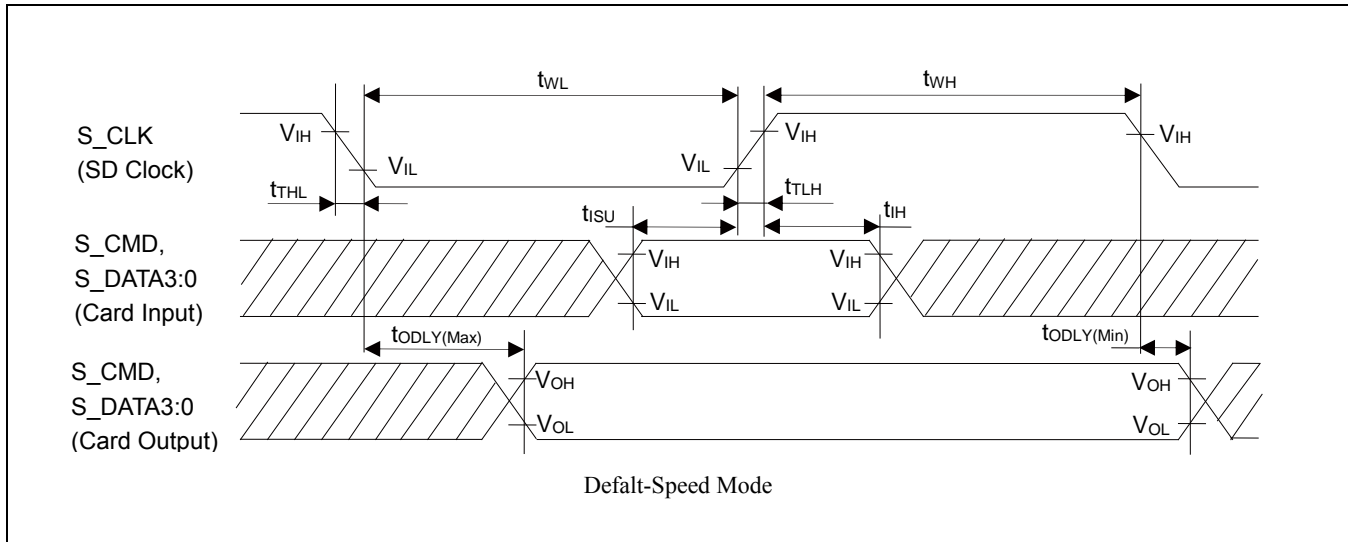 tWL
tWH
S_CLK
(SD Clock)
VIH
VIL
VIL
VIH
VIH
tTHL
tTLH
tISU
tIH
S_CMD,
S_DATA3:0
(Card Input)
VIH
VIL
VIH
VIL
tODLY(Max)
tODLY(Min)
S_CMD,
S_DATA3:0
(Card Output)
VOH
VOL
VOH
VOL
Defalt-Speed Mode